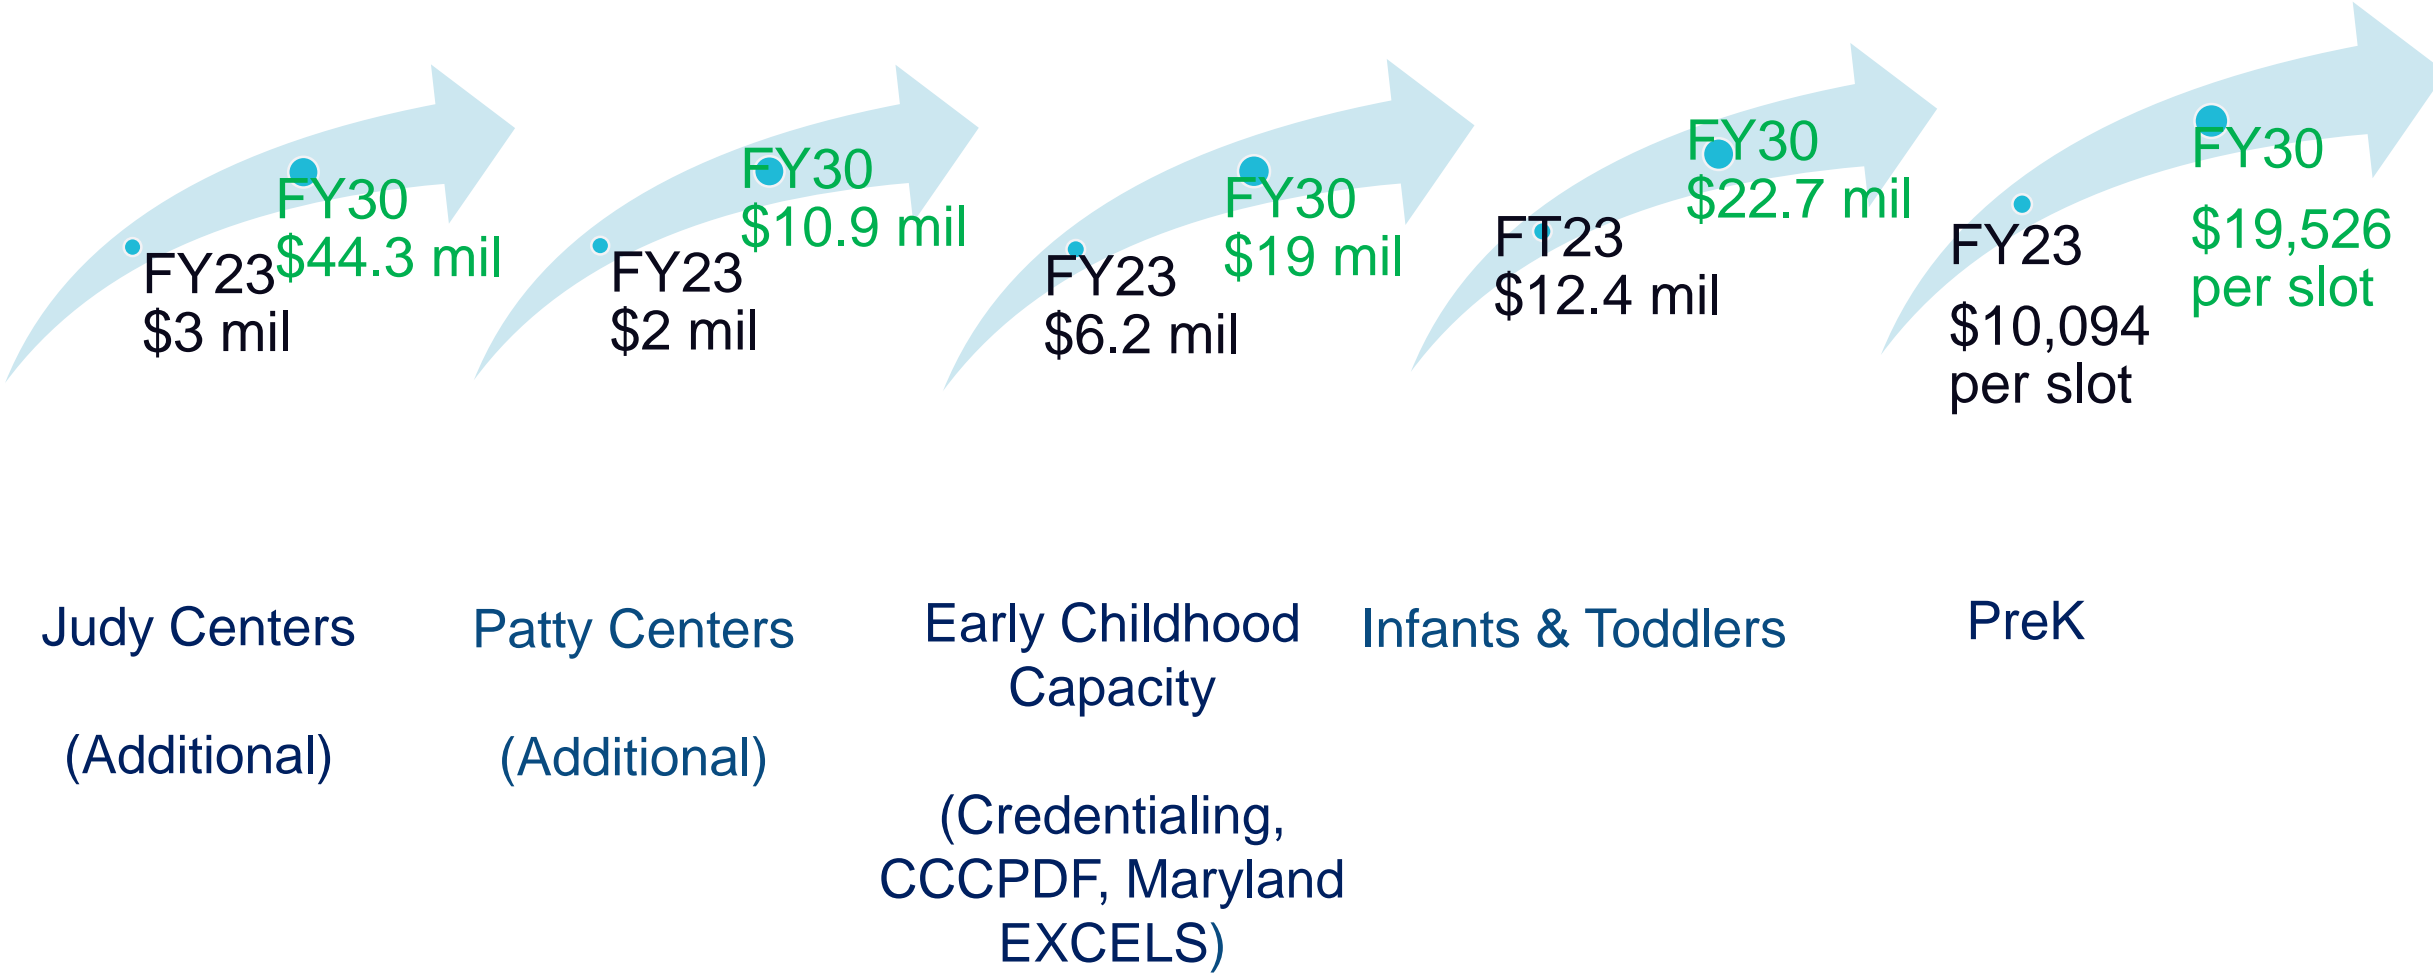 FY23
$3 mil
FY30
$44.3 mil
FY23
$2 mil
FY30
$10.9 mil
FY23
$6.2 mil
FY30
$19 mil
FT23
$12.4 mil
FY30
$22.7 mil
FY23
$10,094
per slot
FY30
$19,526
per slot
Judy Centers
(Additional)
Patty Centers
(Additional)
Early Childhood
Capacity
(Credentialing,
CCCPDF, Maryland
EXCELS)
Infants & Toddlers
PreK